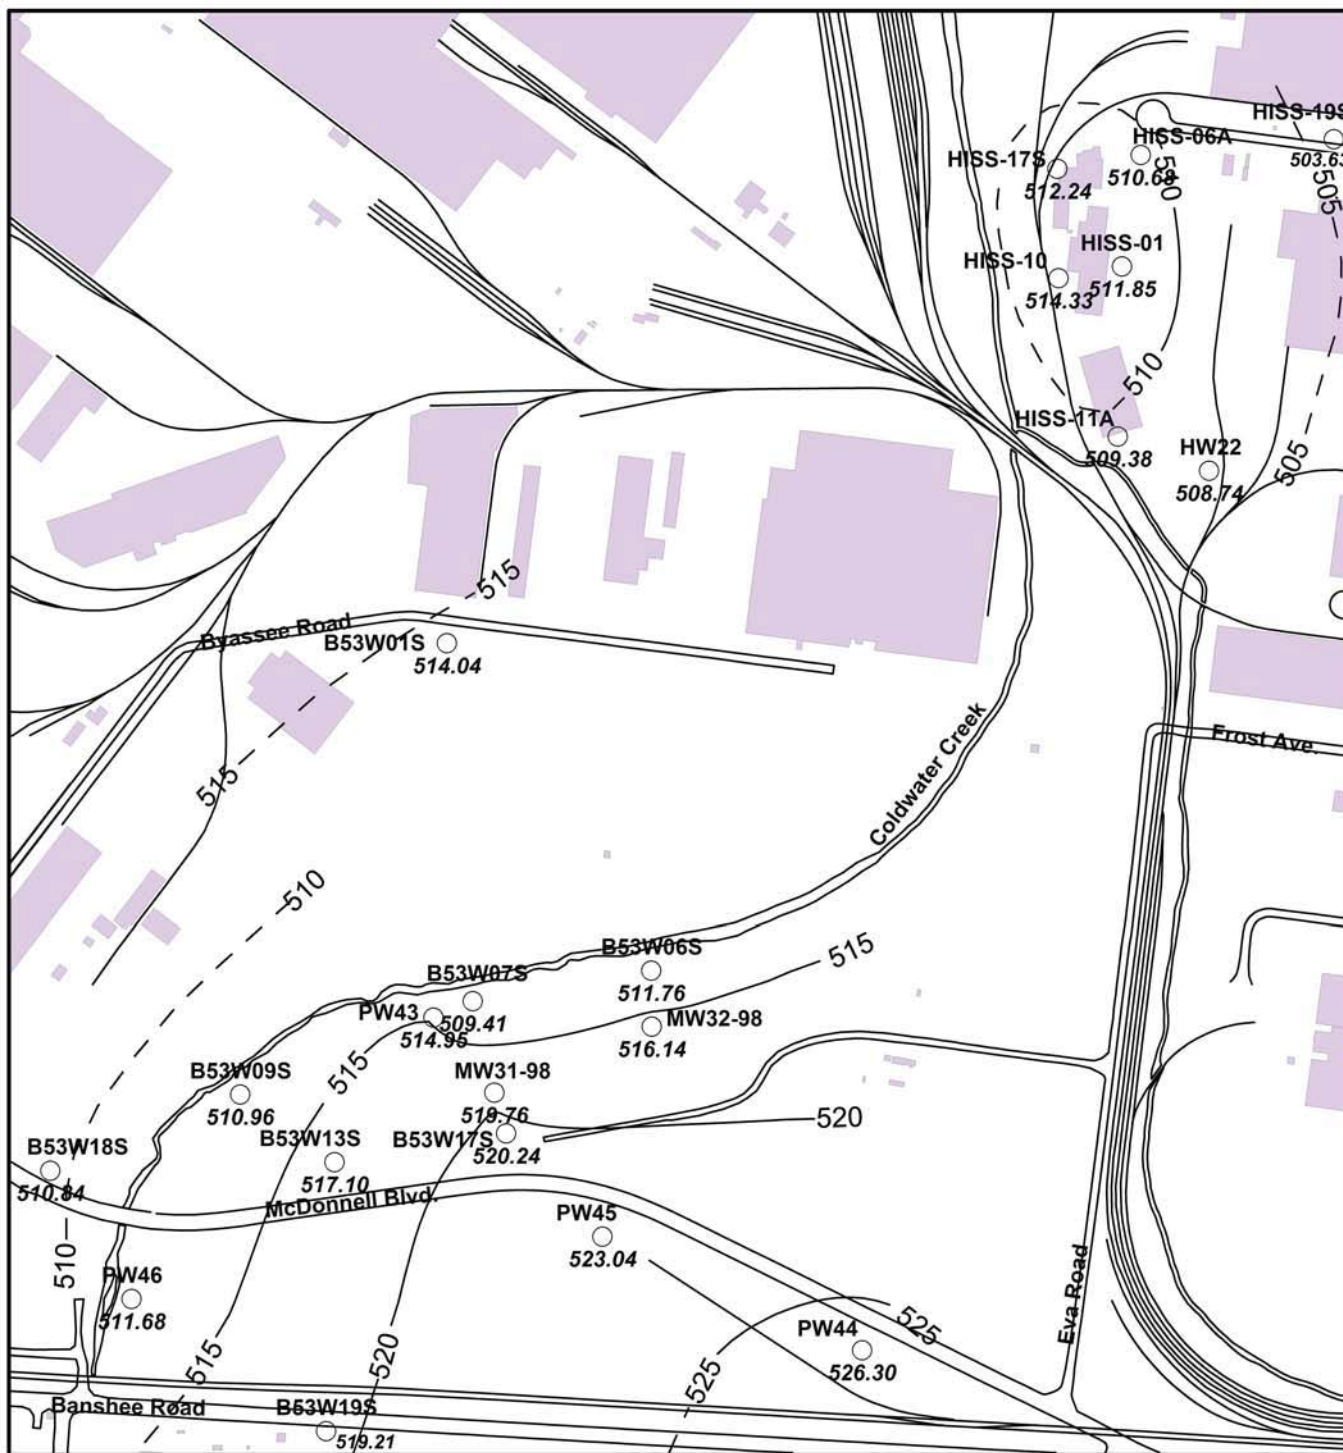 HISS-19S
503.63
HISS-06A
510.68
HISS-17S
512.24
510
505
HISS-01
511.85
HISS-10
514.33
510
HISS-11A
509.38
HW22
508.74
505
515
Byassee Road
B53W01S
514.04
Frost Ave.
515
Coldwater Creek
510
B53W06S
511.76
515
B53W07S
509.41
PW43
514.95
MW32-98
516.14
B53W09S
510.96
515
MW31-98
519.76
520
B53W17S
520.24
B53W13S
517.10
B53W18S
510.84
McDonnell Blvd.
PW45
523.04
510
PW46
511.68
Eva Road
PW44
526.30
525
515
520
525
Banshee Road
B53W19S
519.21